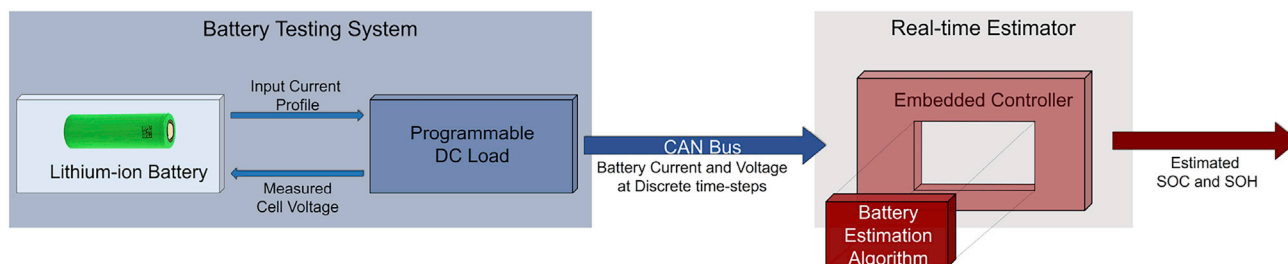 Battery Testing System
Input Current
Profile
Lithium-ion Battery
Programmable
DC Load
Measured
Cell Voltage
CAN Bus
Battery Current and Voltage
at Discrete time-steps
Real-time Estimator
Embedded Controller
Battery
Estimation
Algorithm
Estimated
SOC and SOH